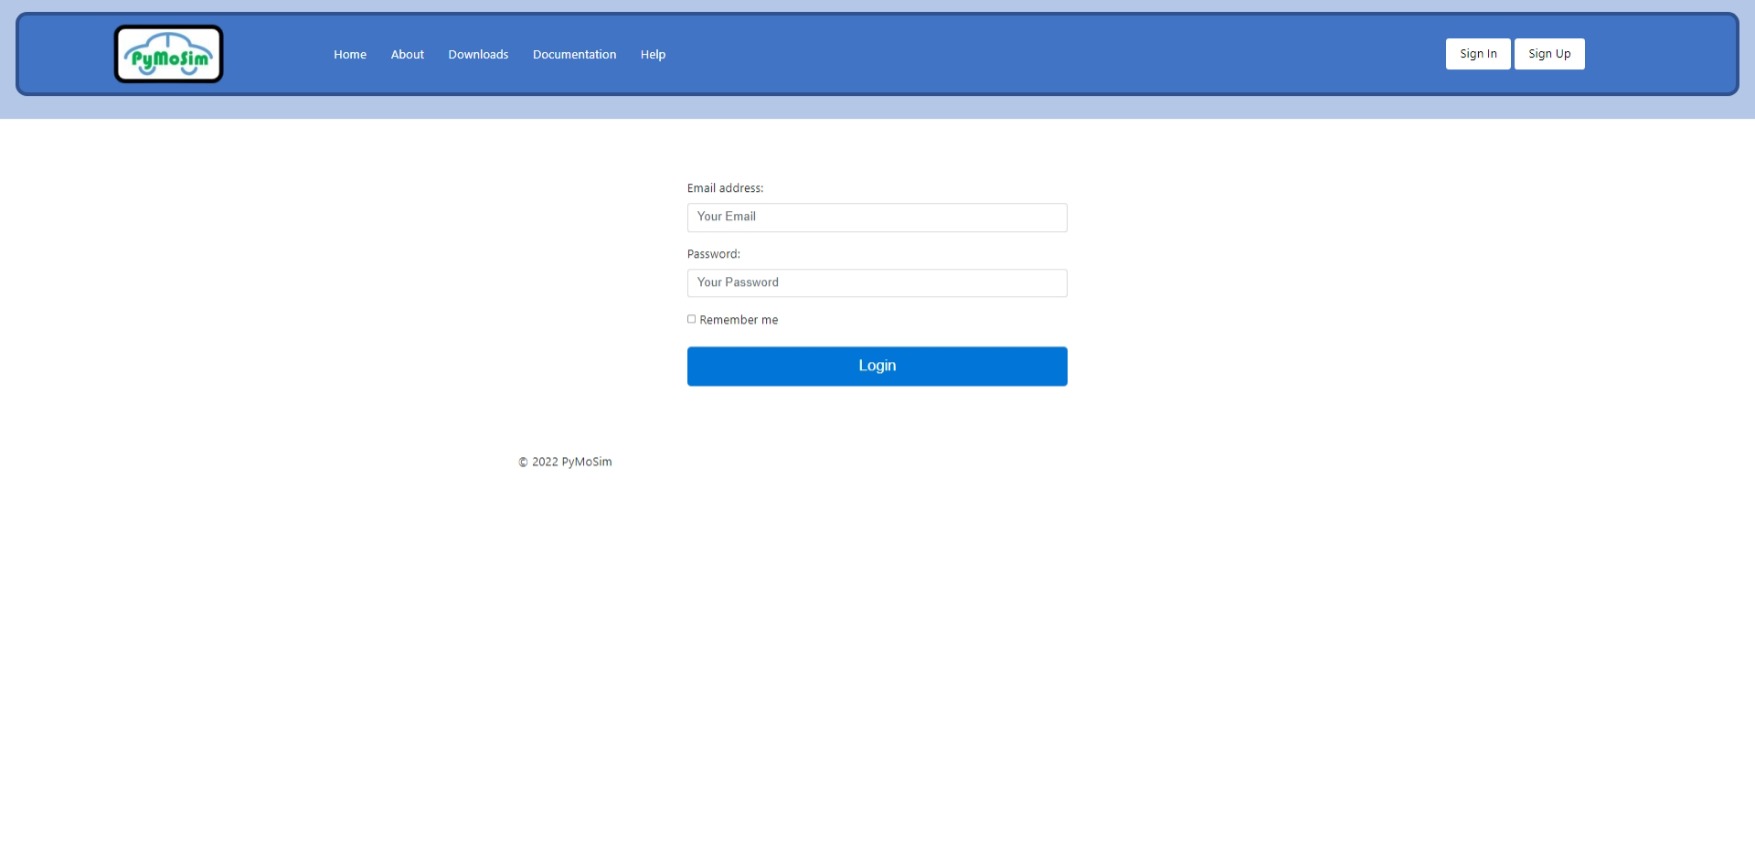 PyMoSim
Home About Downloads Documentation Help
Sign In Sign Up
Email address:
Your Email
Password:
Your Password
Remember me
Login
© 2022 PyMoSim